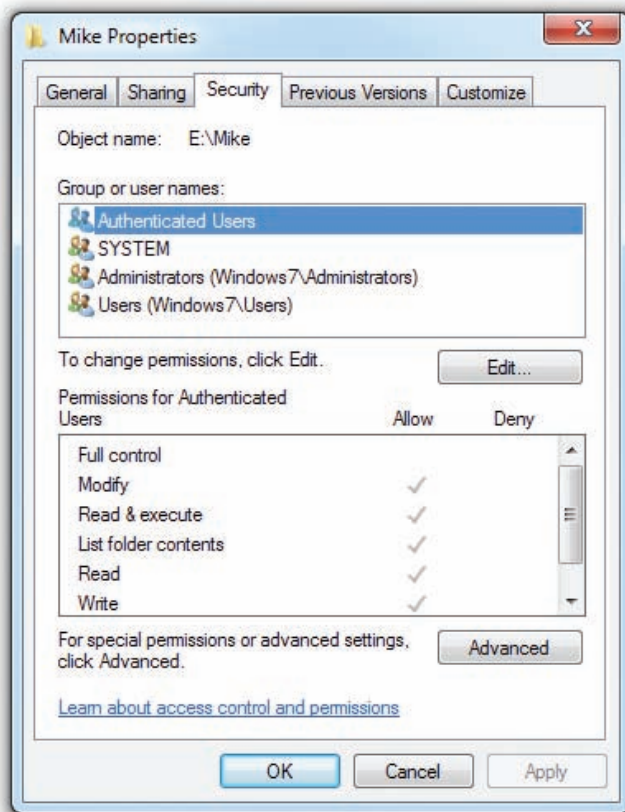 Mike Properties
General Sharing Security Previous Versions Customize
Object name: E:\Mike
Group or user names:
Authenticated Users
SYSTEM
Administrators (Windows7\Administrators)
Users (Windows7\Users)
To change permissions, click Edit.
Edit...
Permissions for Authenticated
Users Allow Deny
Full control
Modify
Read & execute
List folder contents
Read
Write
For special permissions or advanced settings,
click Advanced.
Advanced
Learn about access control and permissions
OK Cancel Apply